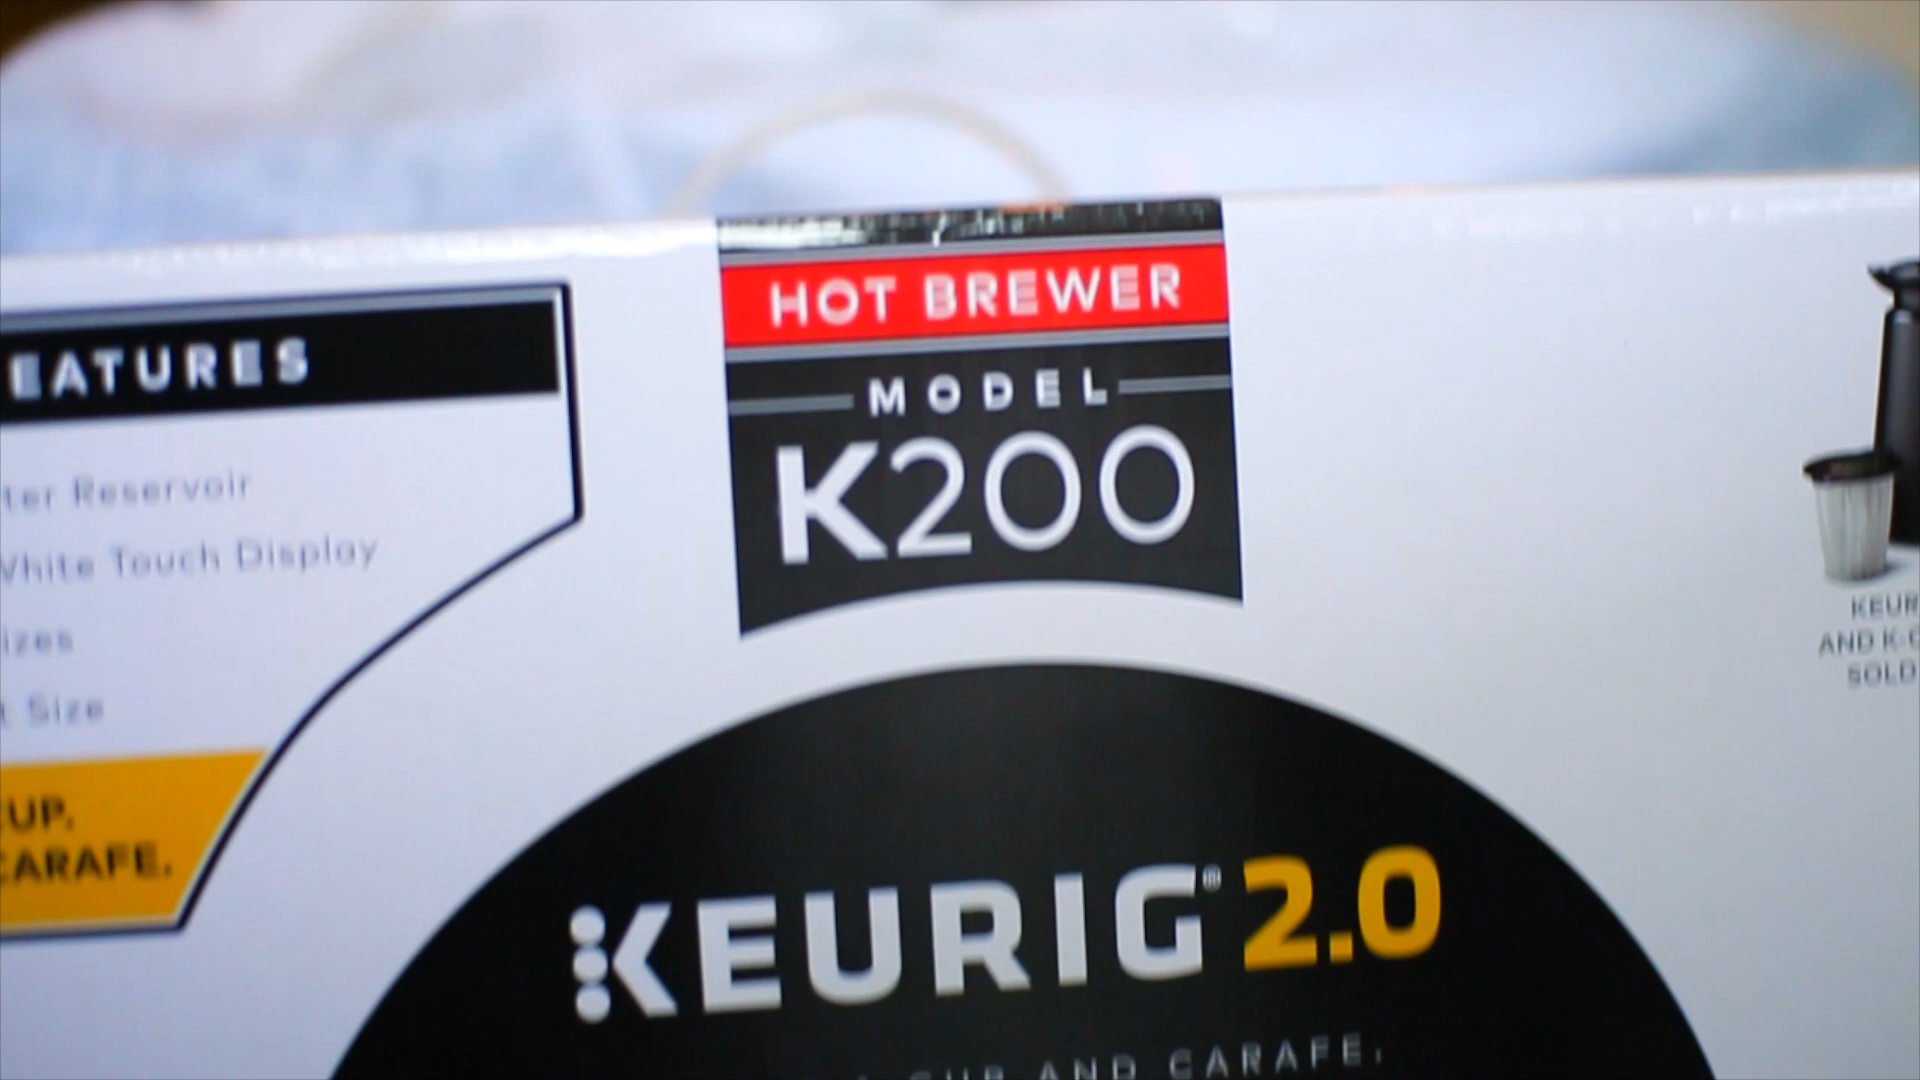 HOT BREWER
MODEL
K200
EATURES
ter Reservoir
White Touch Display
izes
t Size
CUP.
CARAFE.
KEURIG® 2.0
CUP AND CARAFE.
KEUR
AND K-C
SOLD